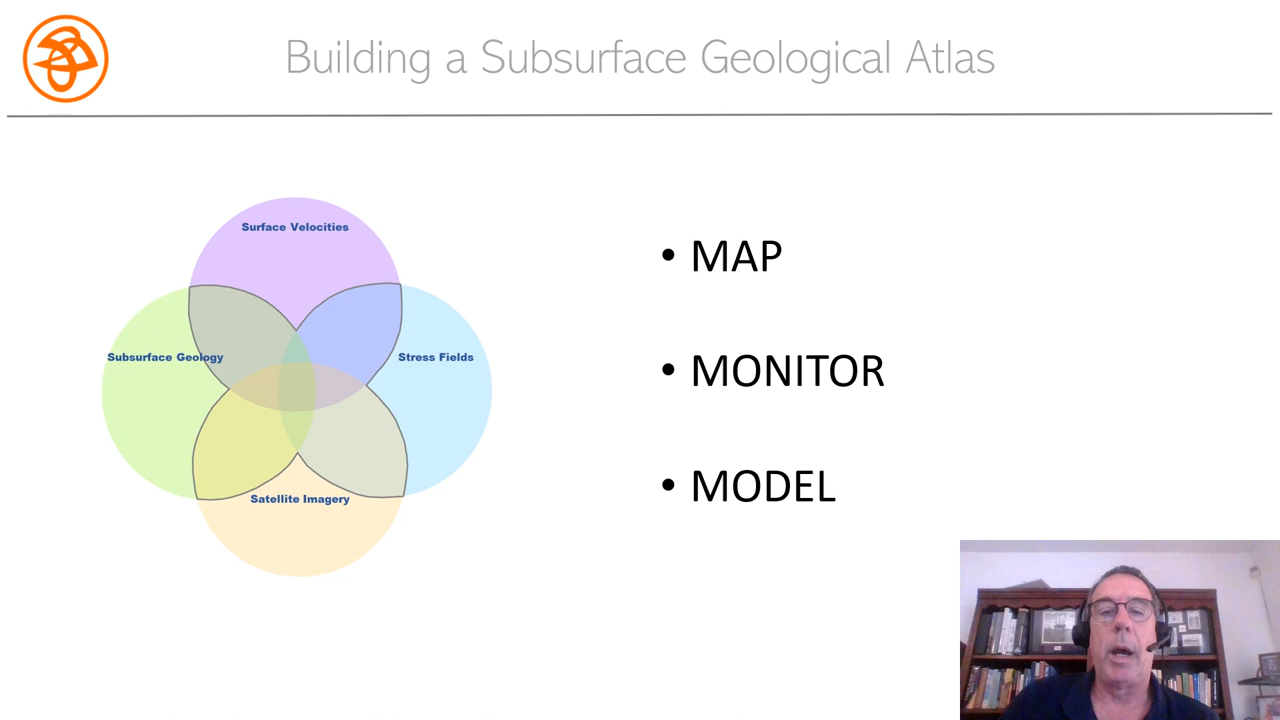 Building a Subsurface Geological Atlas
Surface Velocities
Subsurface Geology
Stress Fields
Satellite Imagery
• MAP
• MONITOR
• MODEL